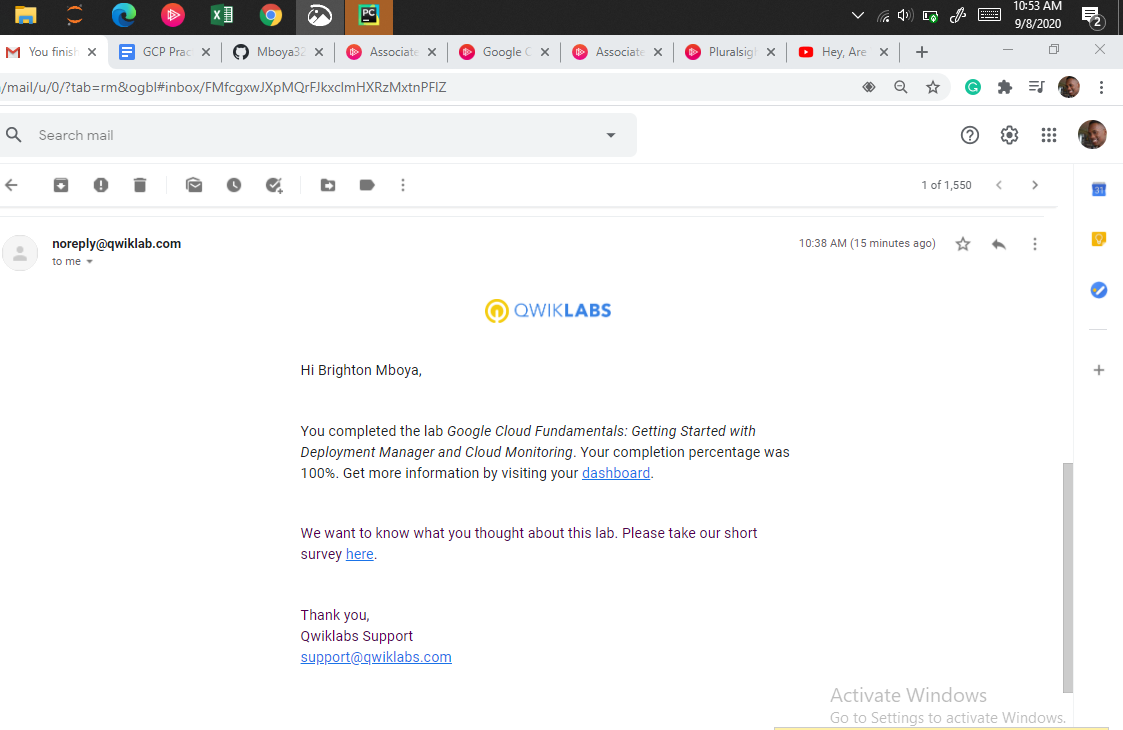 PC
10:53 AM
9/8/2020
2
You finish
GCP Prac
Mboya32
Associate
Google C
Associate
Pluralsigh
Hey, Are
/mail/u/0/?tab=rm&ogbl#inbox/FMfcgxwJXpMQrFJkxclmHXRzMxtnPFlZ
Search mail
1 of 1,550
31
noreply@qwiklab.com
10:38 AM (15 minutes ago)
to me
QWIKLABS
Hi Brighton Mboya,
You completed the lab Google Cloud Fundamentals: Getting Started with
Deployment Manager and Cloud Monitoring. Your completion percentage was
100%. Get more information by visiting your dashboard.
We want to know what you thought about this lab. Please take our short
survey here.
Thank you,
Qwiklabs Support
support@qwiklabs.com
Activate Windows
Go to Settings to activate Windows.